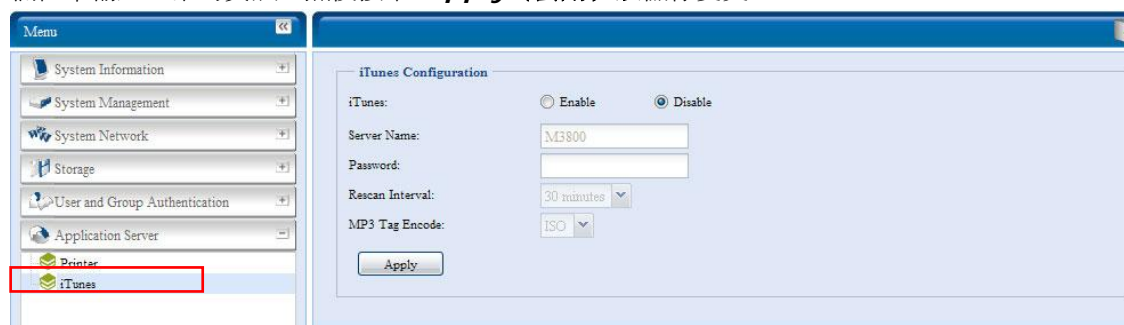 Apply
Menu
System Information
System Management
System Network
Storage
User and Group Authentication
Application Server
Printer
iTunes
iTunes Configuration
iTunes: Enable Disable
Server Name: M3800
Password:
Rescan Interval: 30 minutes
MP3 Tag Encode: ISO
Apply